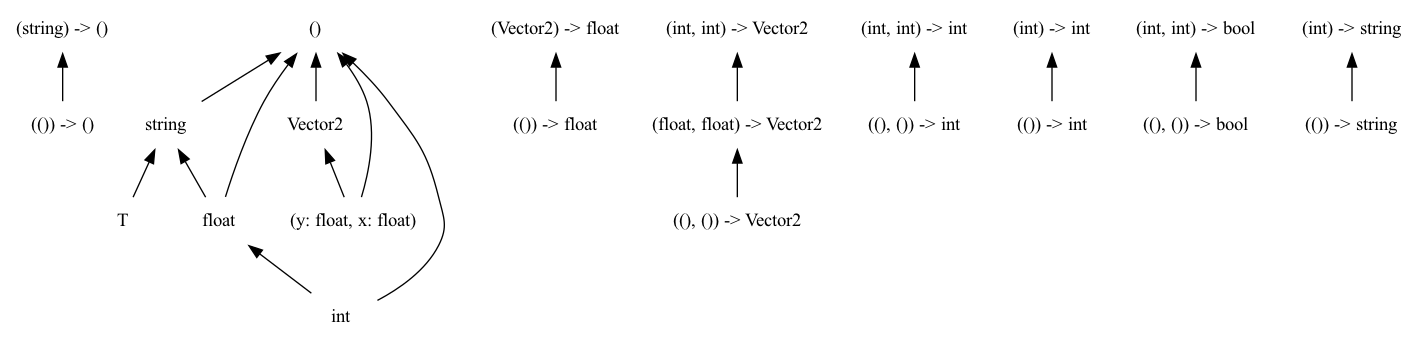 (string) -> ()
()
(Vector2) -> float
(int, int) -> Vector2
(int, int) -> int
(int) -> int
(int, int) -> bool
(int) -> string
(()) -> ()
string
Vector2
(()) -> float
(float, float) -> Vector2
((), ()) -> int
(()) -> int
((), ()) -> bool
(()) -> string
T
float
(y: float, x: float)
((), ()) -> Vector2
int